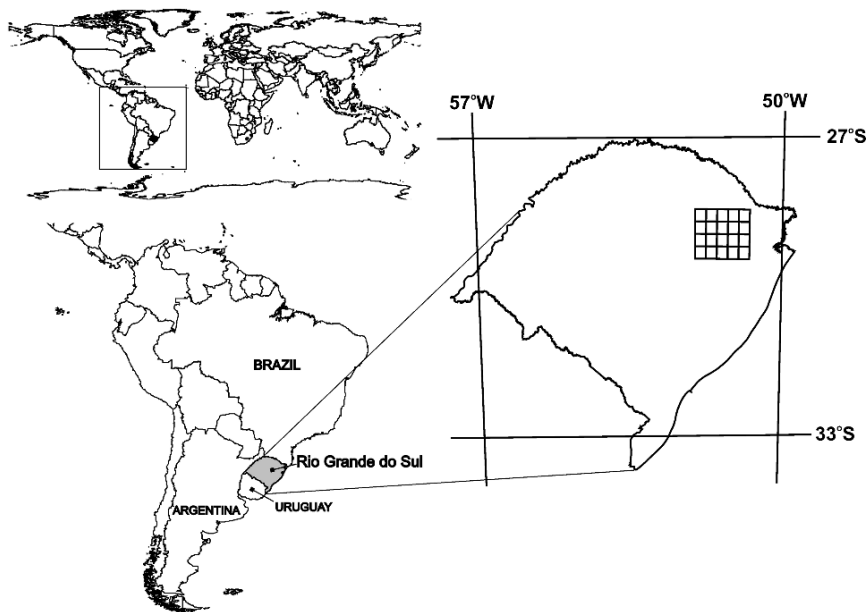 57°W
50°W
27°S
BRAZIL
33°S
Rio Grande do Sul
ARGENTINA
URUGUAY